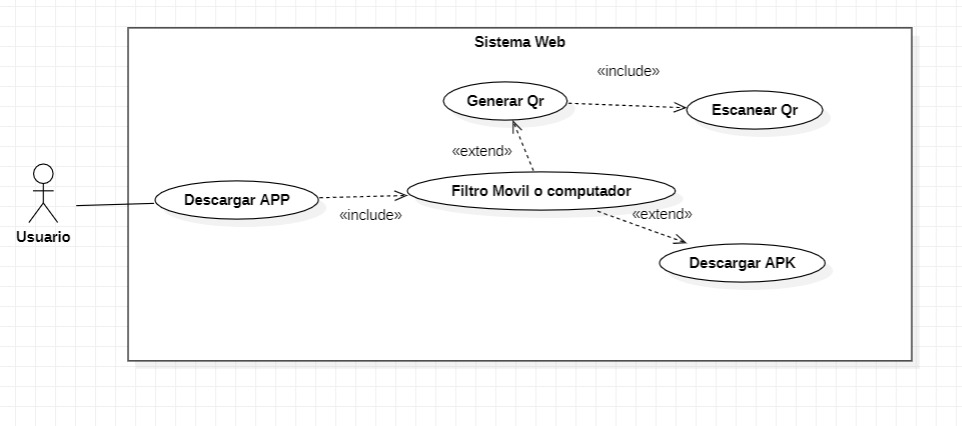 Sistema Web
«include»
Generar Qr
Escanear Qr
«extend»
Filtro Movil o computador
Descargar APP
«include»
«extend»
Usuario
Descargar APK